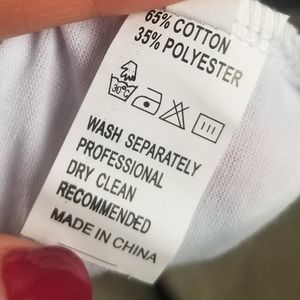 65% COTTON
35% POLYESTER
30°C
WASH SEPARATELY
PROFESSIONAL
DRY CLEAN
RECOMMENDED
MADE IN CHINA